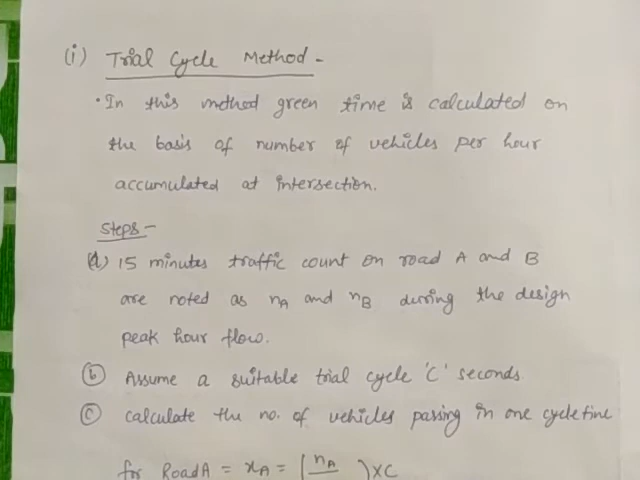 (i) Trial Cycle Method -
• In this method green time is calculated on
the basis of number of vehicles per hour
accumulated at intersection.
Steps -
(a) 15 minutes traffic count on road A and B
are noted as nA and nB during the design
peak hour flow.
(b) Assume a suitable trial cycle 'C' seconds
(c) calculate the no. of vehicles passing in one cycle time
for Road A = xA = ( nA ) x C